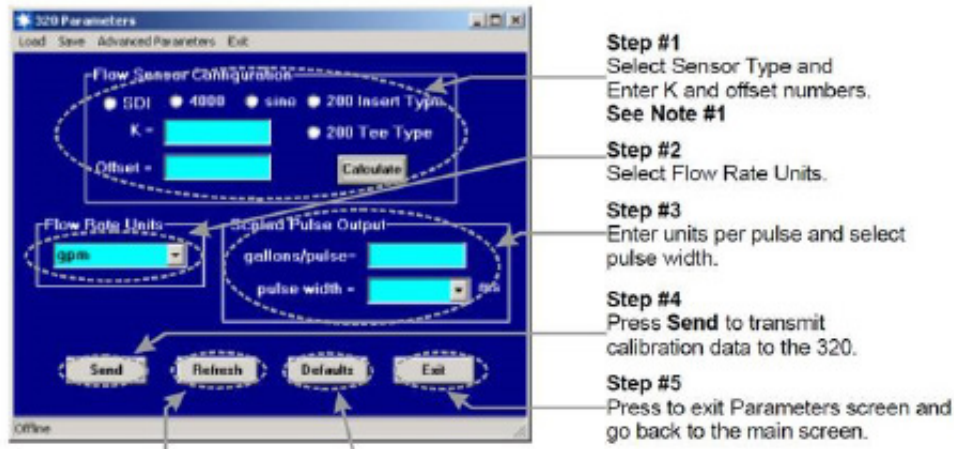 320 Parameters
Load Save Advanced Parameters Exit
Flow Sensor Configuration
SDI 4000 sino 200 Insert Type
K =
200 Tee Type
Offset =
Calculate
Flow Rate Units
gpm
Scaled Pulse Output
gallons/pulse=
pulse width = ms
Send Refresh Defaults Exit
Offline
Step #1
Select Sensor Type and
Enter K and offset numbers.
See Note #1
Step #2
Select Flow Rate Units.
Step #3
Enter units per pulse and select
pulse width.
Step #4
Press Send to transmit
calibration data to the 320.
Step #5
Press to exit Parameters screen and
go back to the main screen.